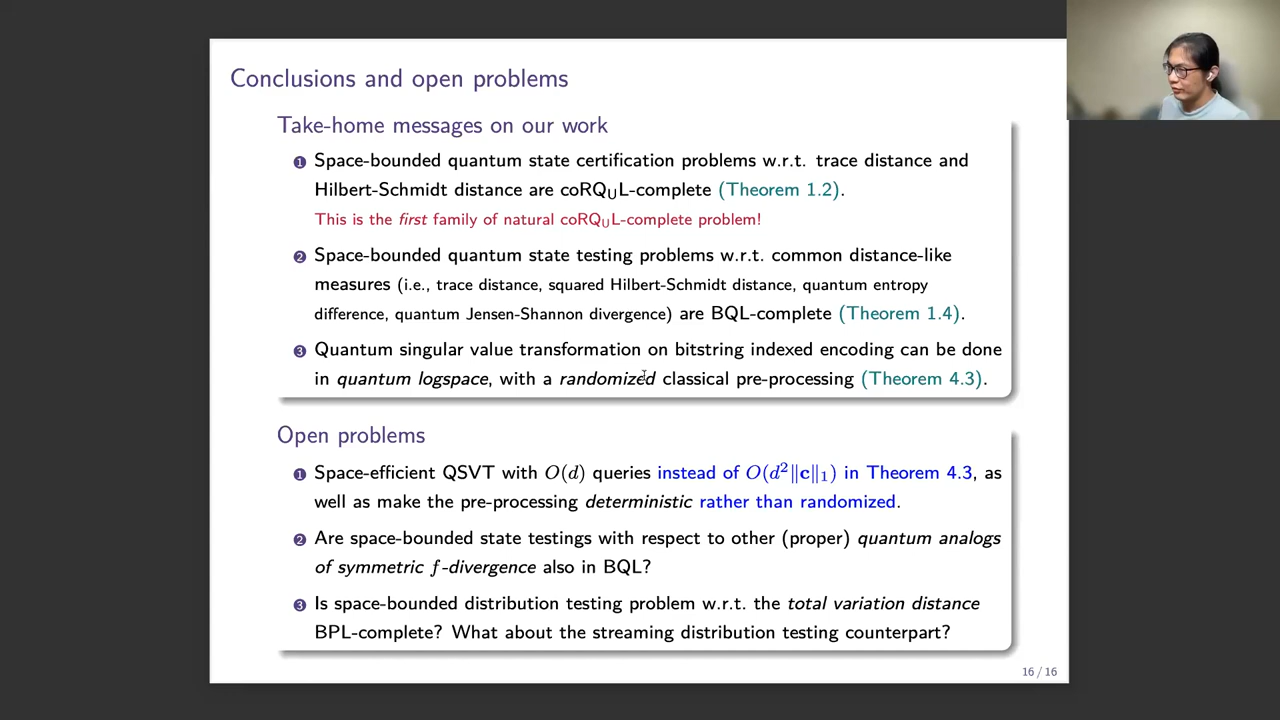 Conclusions and open problems
Take-home messages on our work
1 Space-bounded quantum state certification problems w.r.t. trace distance and
Hilbert-Schmidt distance are coRQ_UL-complete (Theorem 1.2).
This is the first family of natural coRQ_UL-complete problem!
2 Space-bounded quantum state testing problems w.r.t. common distance-like
measures (i.e., trace distance, squared Hilbert-Schmidt distance, quantum entropy
difference, quantum Jensen-Shannon divergence) are BQL-complete (Theorem 1.4).
3 Quantum singular value transformation on bitstring indexed encoding can be done
in quantum logspace, with a randomized classical pre-processing (Theorem 4.3).
Open problems
1 Space-efficient QSVT with O(d) queries instead of O(d²‖c‖₁) in Theorem 4.3, as
well as make the pre-processing deterministic rather than randomized.
2 Are space-bounded state testings with respect to other (proper) quantum analogs
of symmetric f-divergence also in BQL?
3 Is space-bounded distribution testing problem w.r.t. the total variation distance
BPL-complete? What about the streaming distribution testing counterpart?
16 / 16